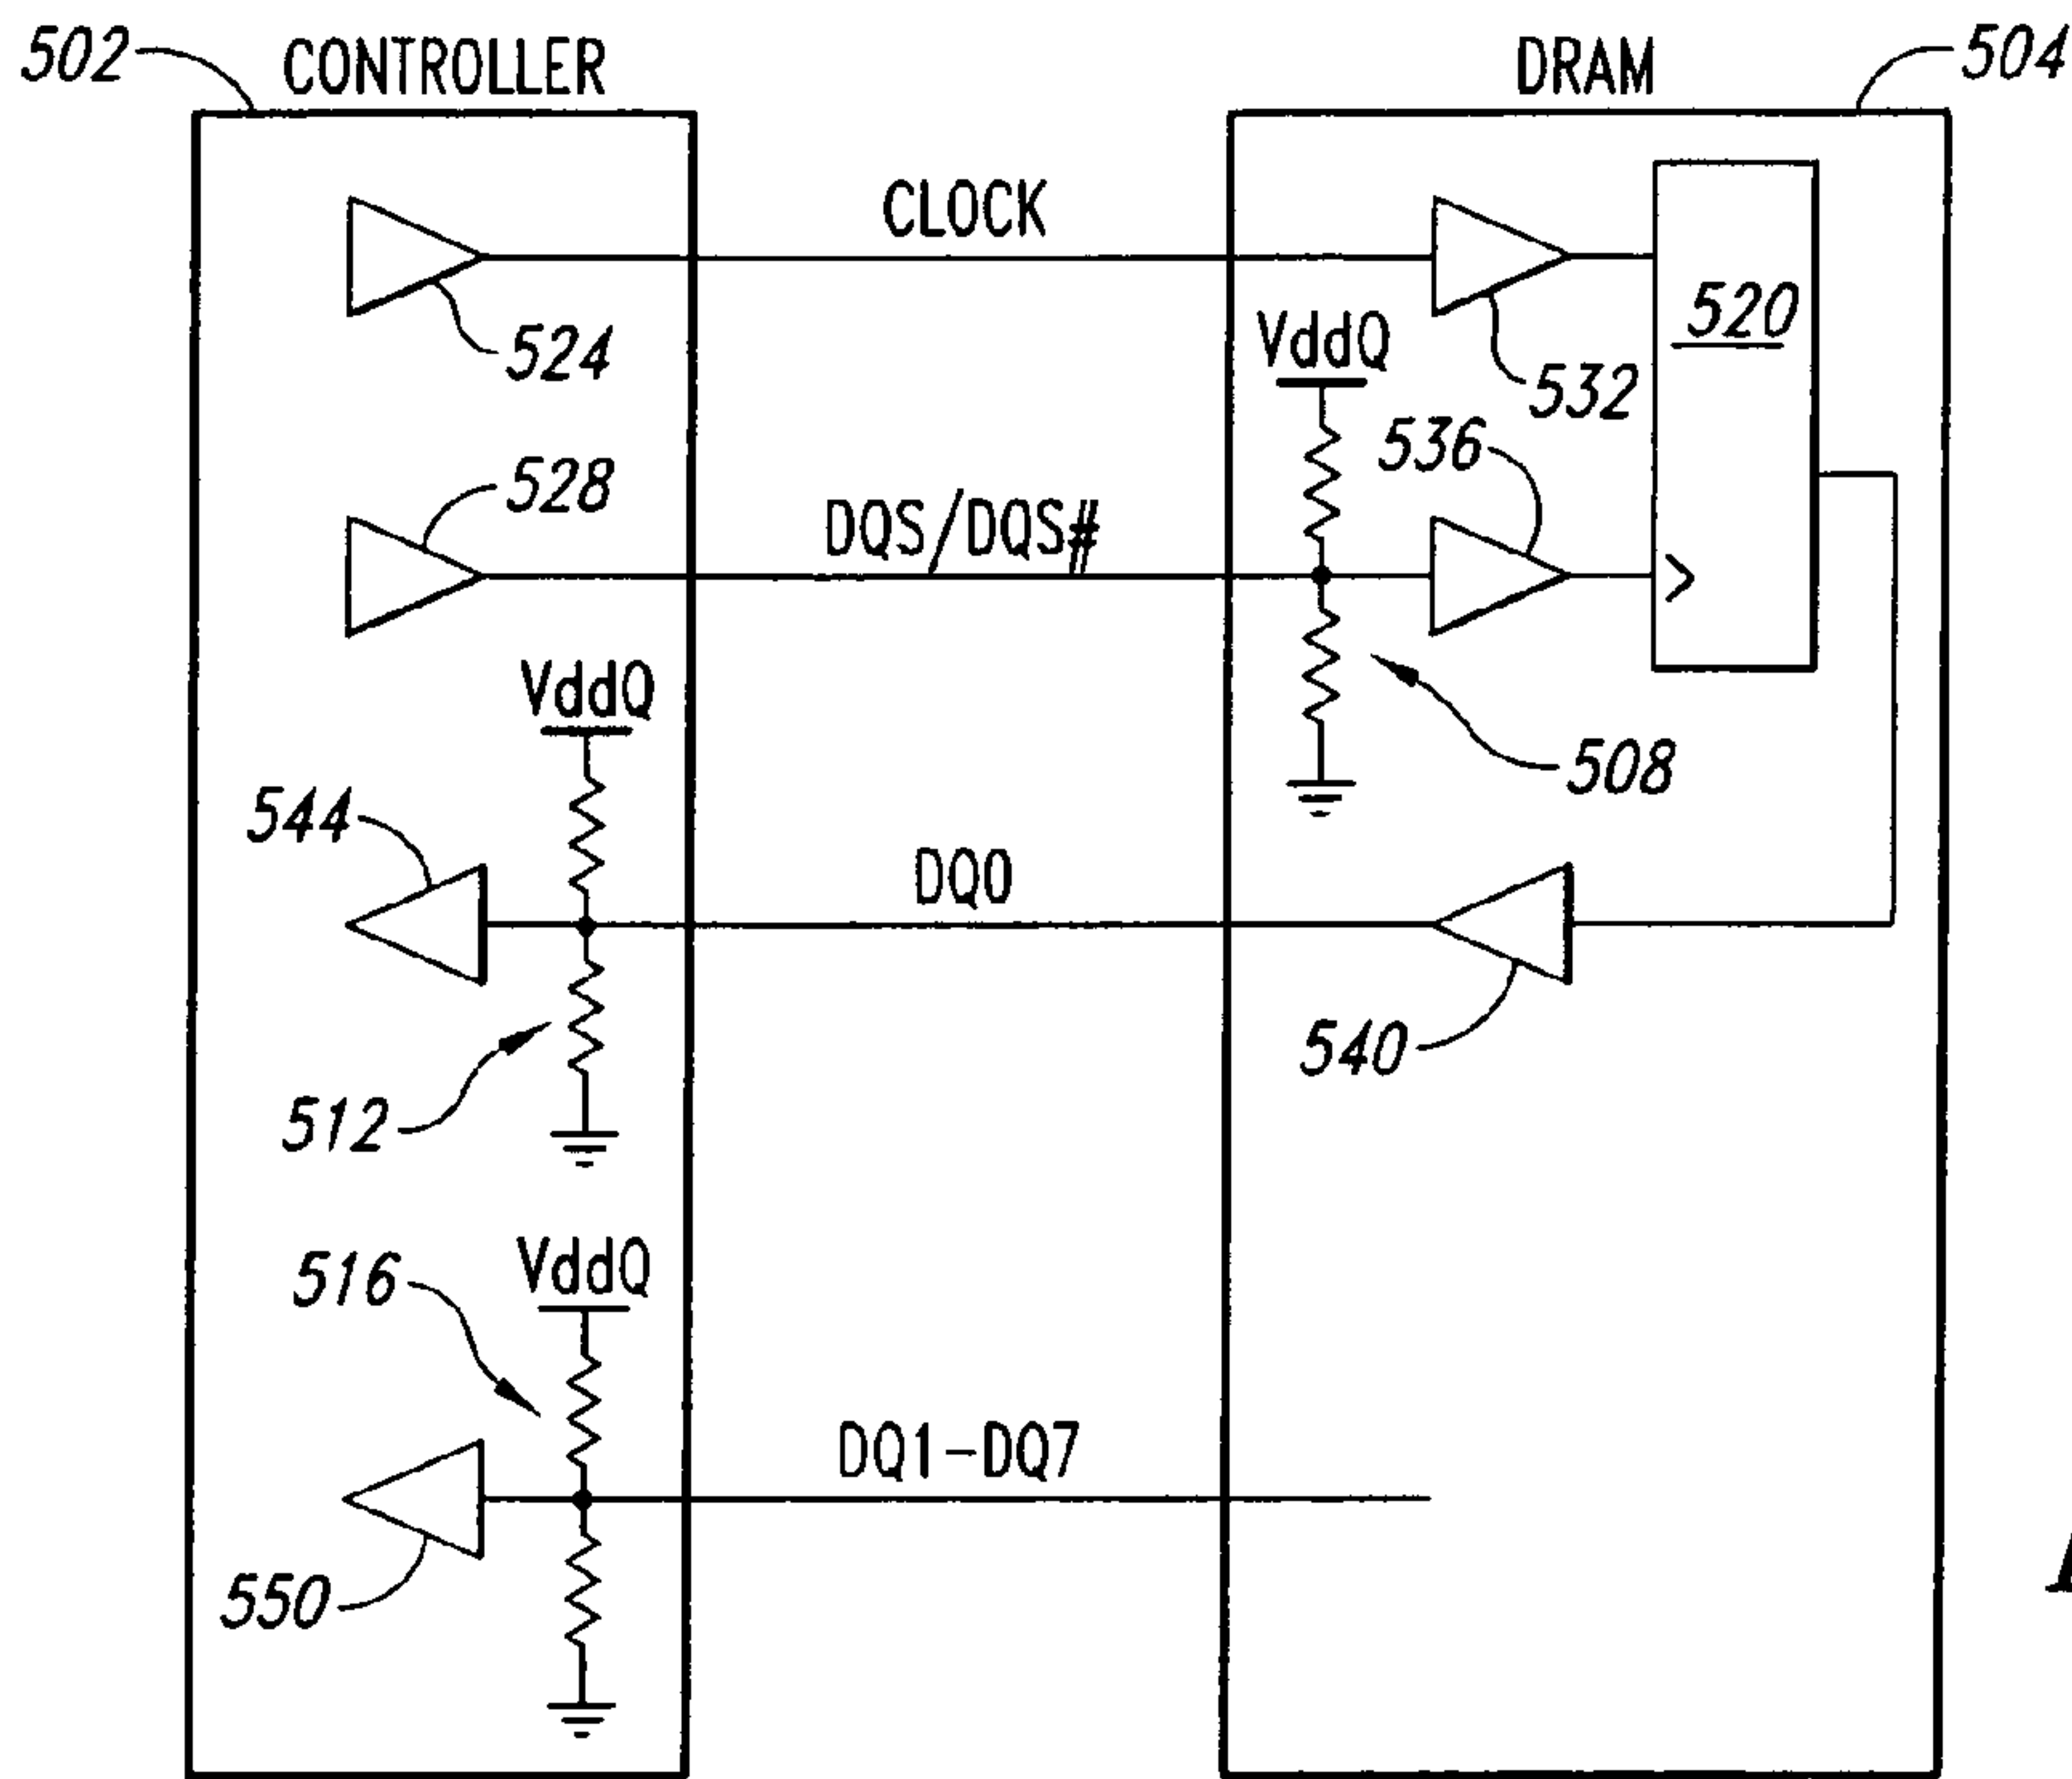 502
CONTROLLER
DRAM
504
CLOCK
524
532
520
VddQ
528
536
DQS/DQS#
508
VddQ
544
DQ0
540
512
516
VddQ
DQ1-DQ7
550